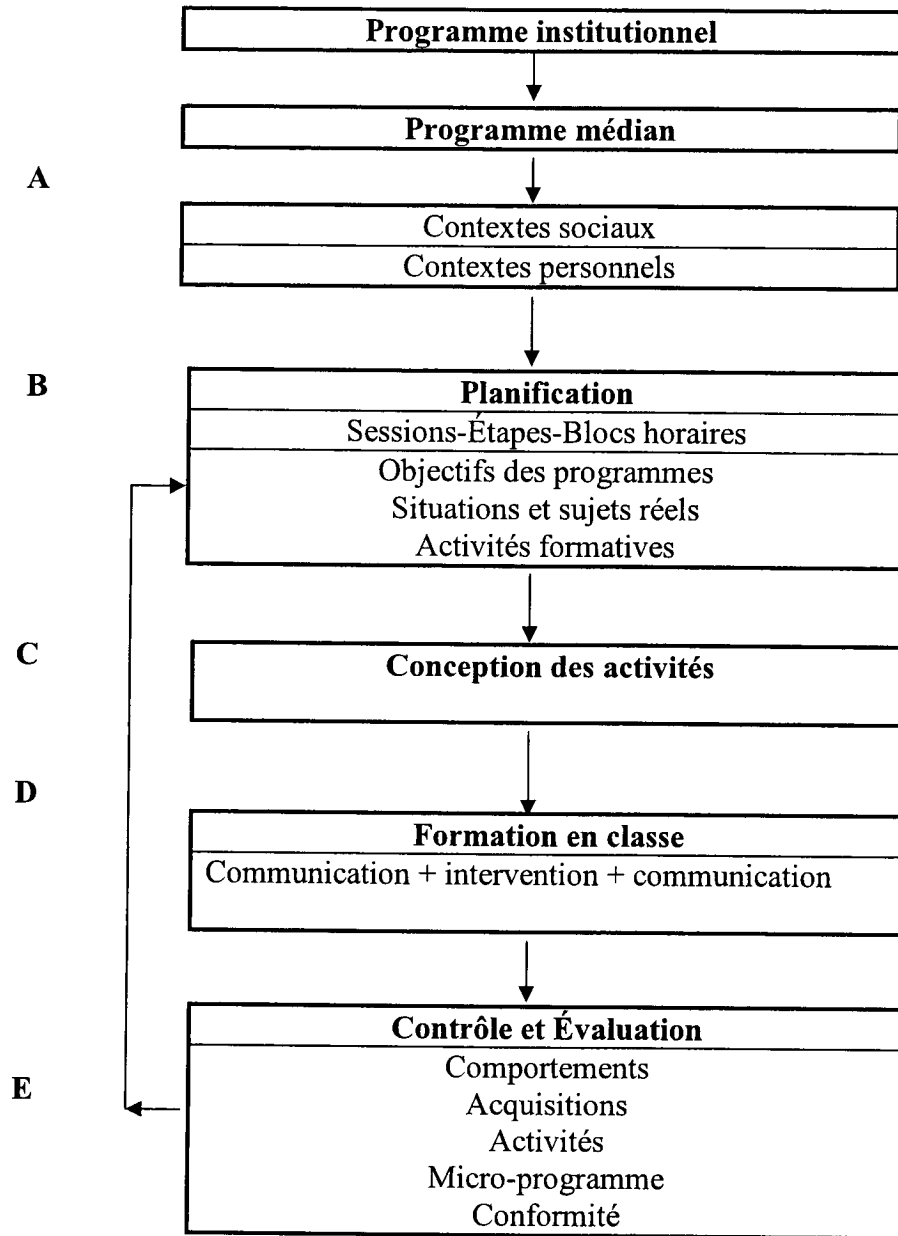 Programme institutionnel
Programme médian
A
Contextes sociaux
Contextes personnels
B
Planification
Sessions-Étapes-Blocs horaires
Objectifs des programmes
Situations et sujets réels
Activités formatives
C
Conception des activités
D
Formation en classe
Communication + intervention + communication
Contrôle et Évaluation
Comportements
E
Acquisitions
Activités
Micro-programme
Conformité